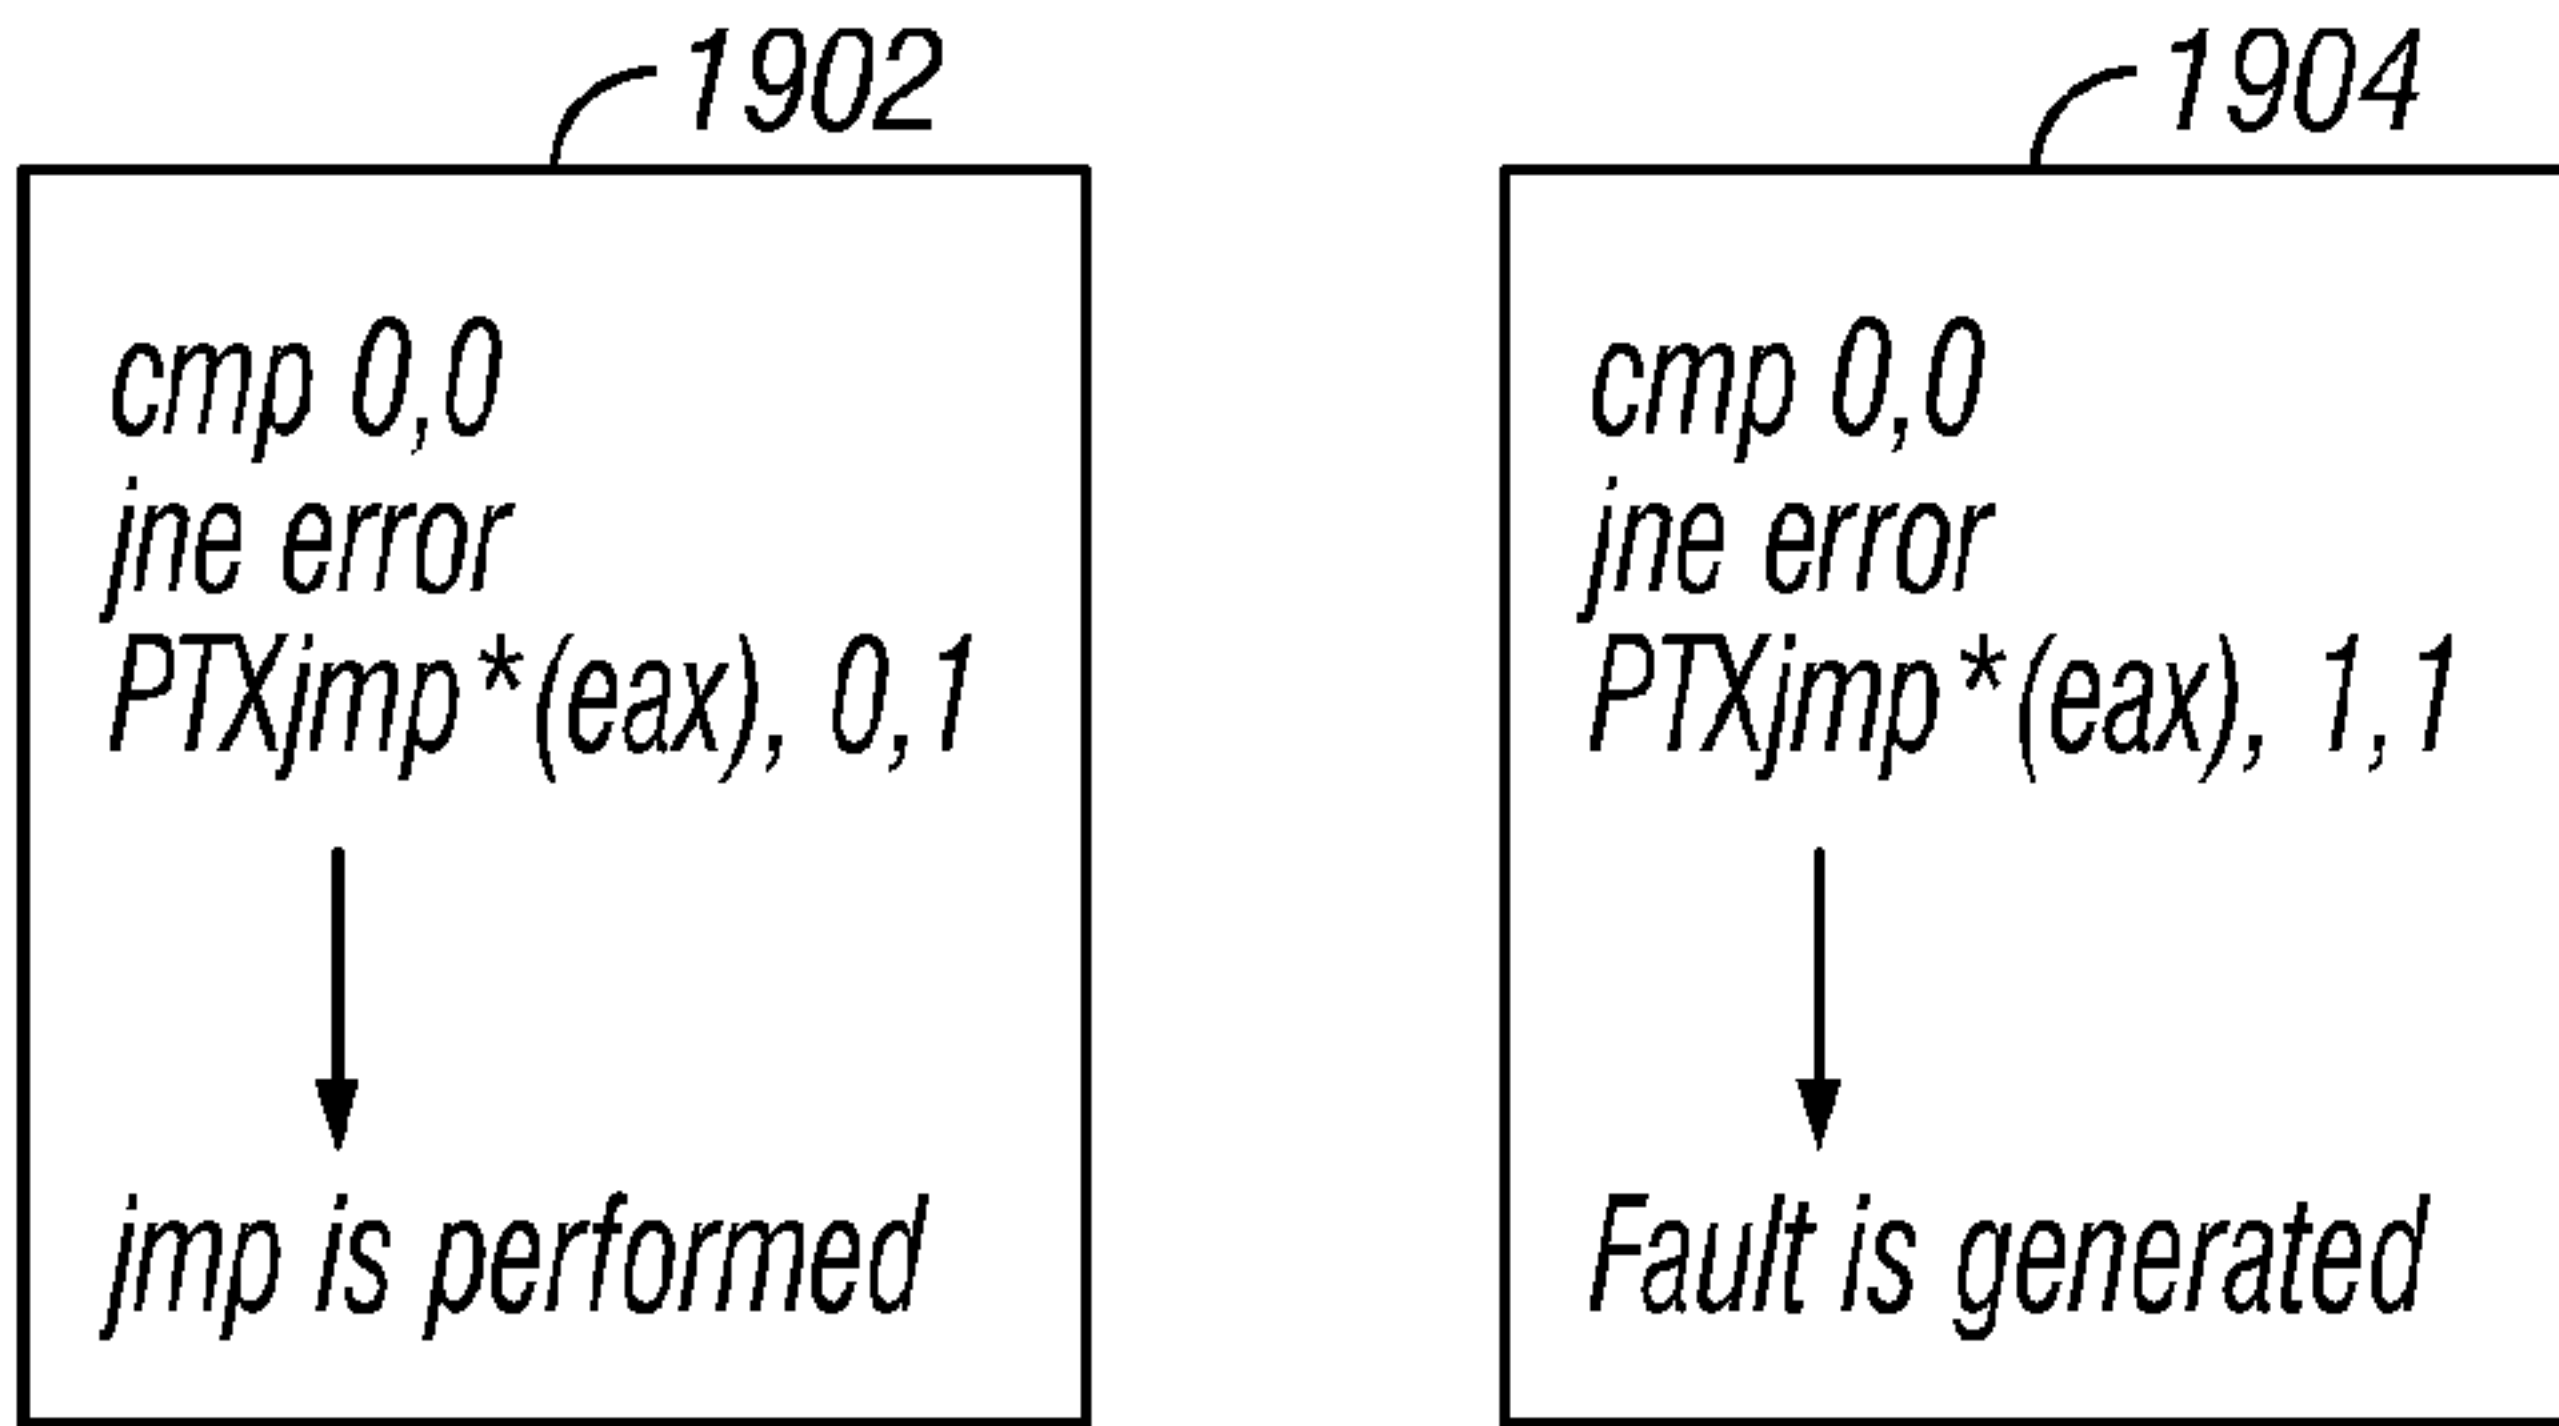 1902
cmp 0,0
jne error
PTXjmp*(eax), 0,1
jmp is performed
1904
cmp 0,0
jne error
PTXjmp*(eax), 1,1
Fault is generated